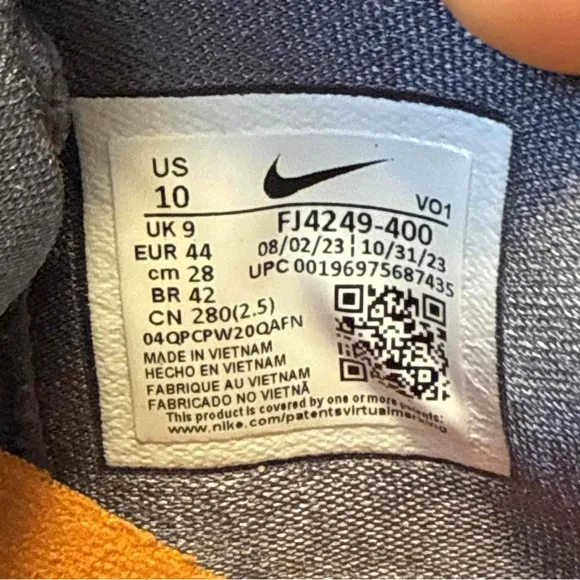 US
10
UK 9
EUR 44
cm 28
BR 42
CN 280(2.5)
VO1
FJ4249-400
08/02/23 | 10/31/23
UPC 00196975687435
04QPCPW20QAFN
MADE IN VIETNAM
HECHO EN VIETNAM
FABRIQUE AU VIETNAM
FABRICADO NO VIETNÃ
This product is covered by one or more patents:
www.nike.com/patentsvirtualmarking